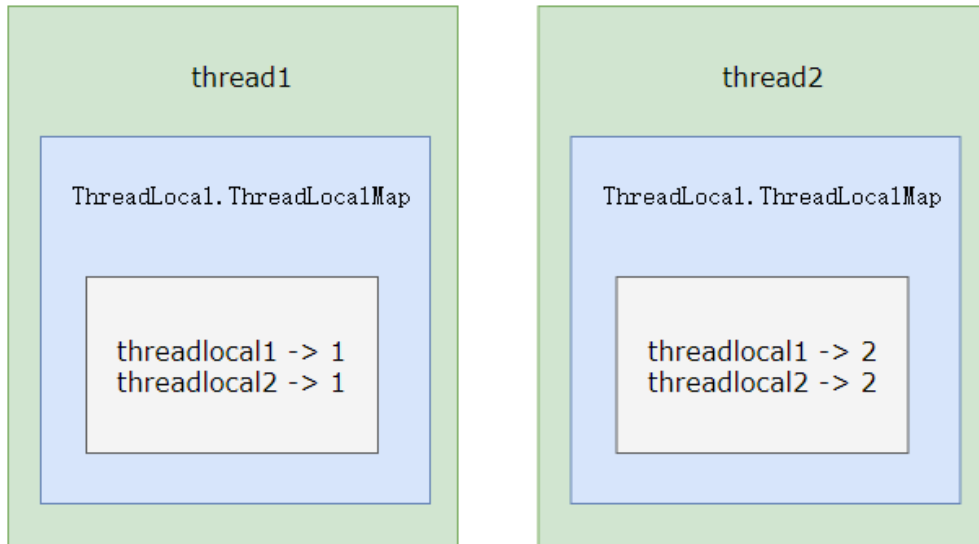 thread1
ThreadLocal.ThreadLocalMap
threadlocal1 -> 1
threadlocal2 -> 1
thread2
ThreadLocal.ThreadLocalMap
threadlocal1 -> 2
threadlocal2 -> 2